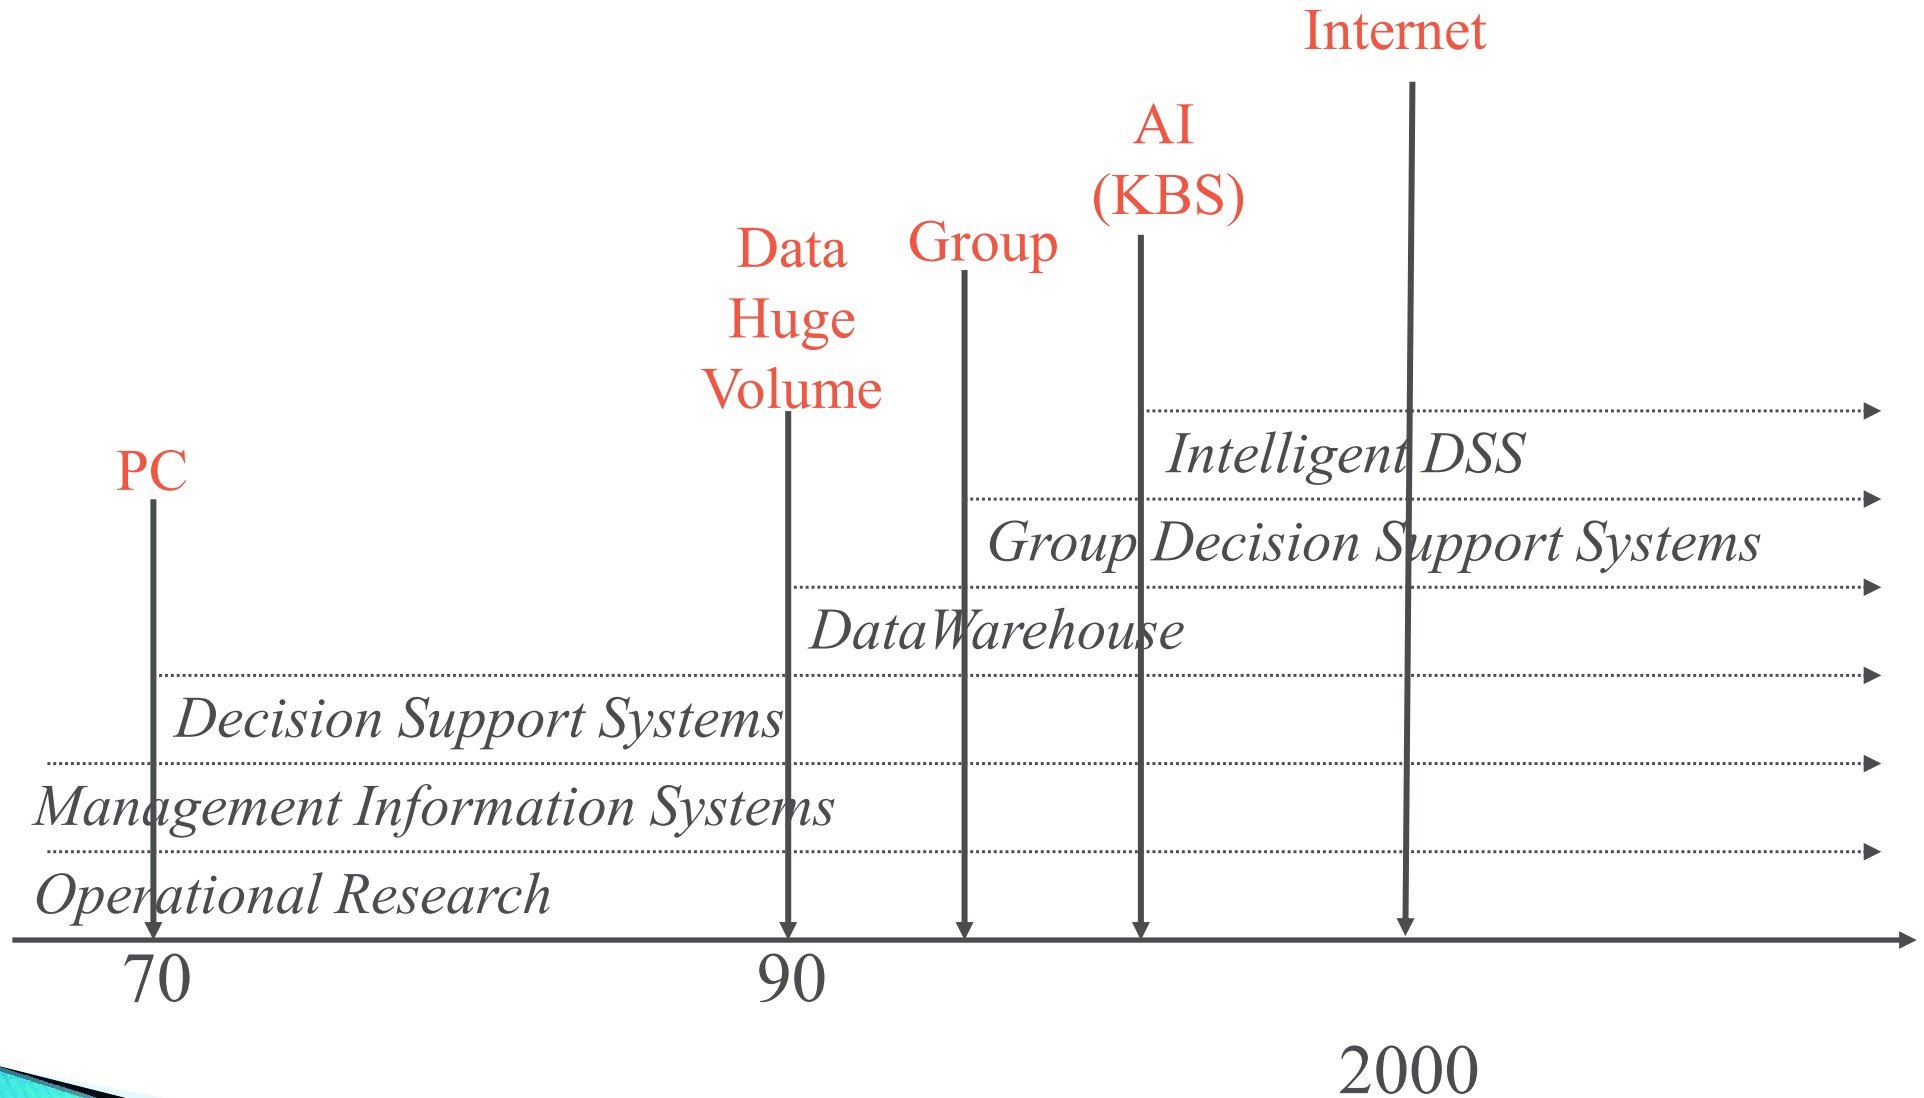 Internet
AI
(KBS)
Group
Data
Huge
Volume
PC
Intelligent DSS
Group Decision Support Systems
DataWarehouse
Decision Support Systems
Management Information Systems
Operational Research
70
90
2000